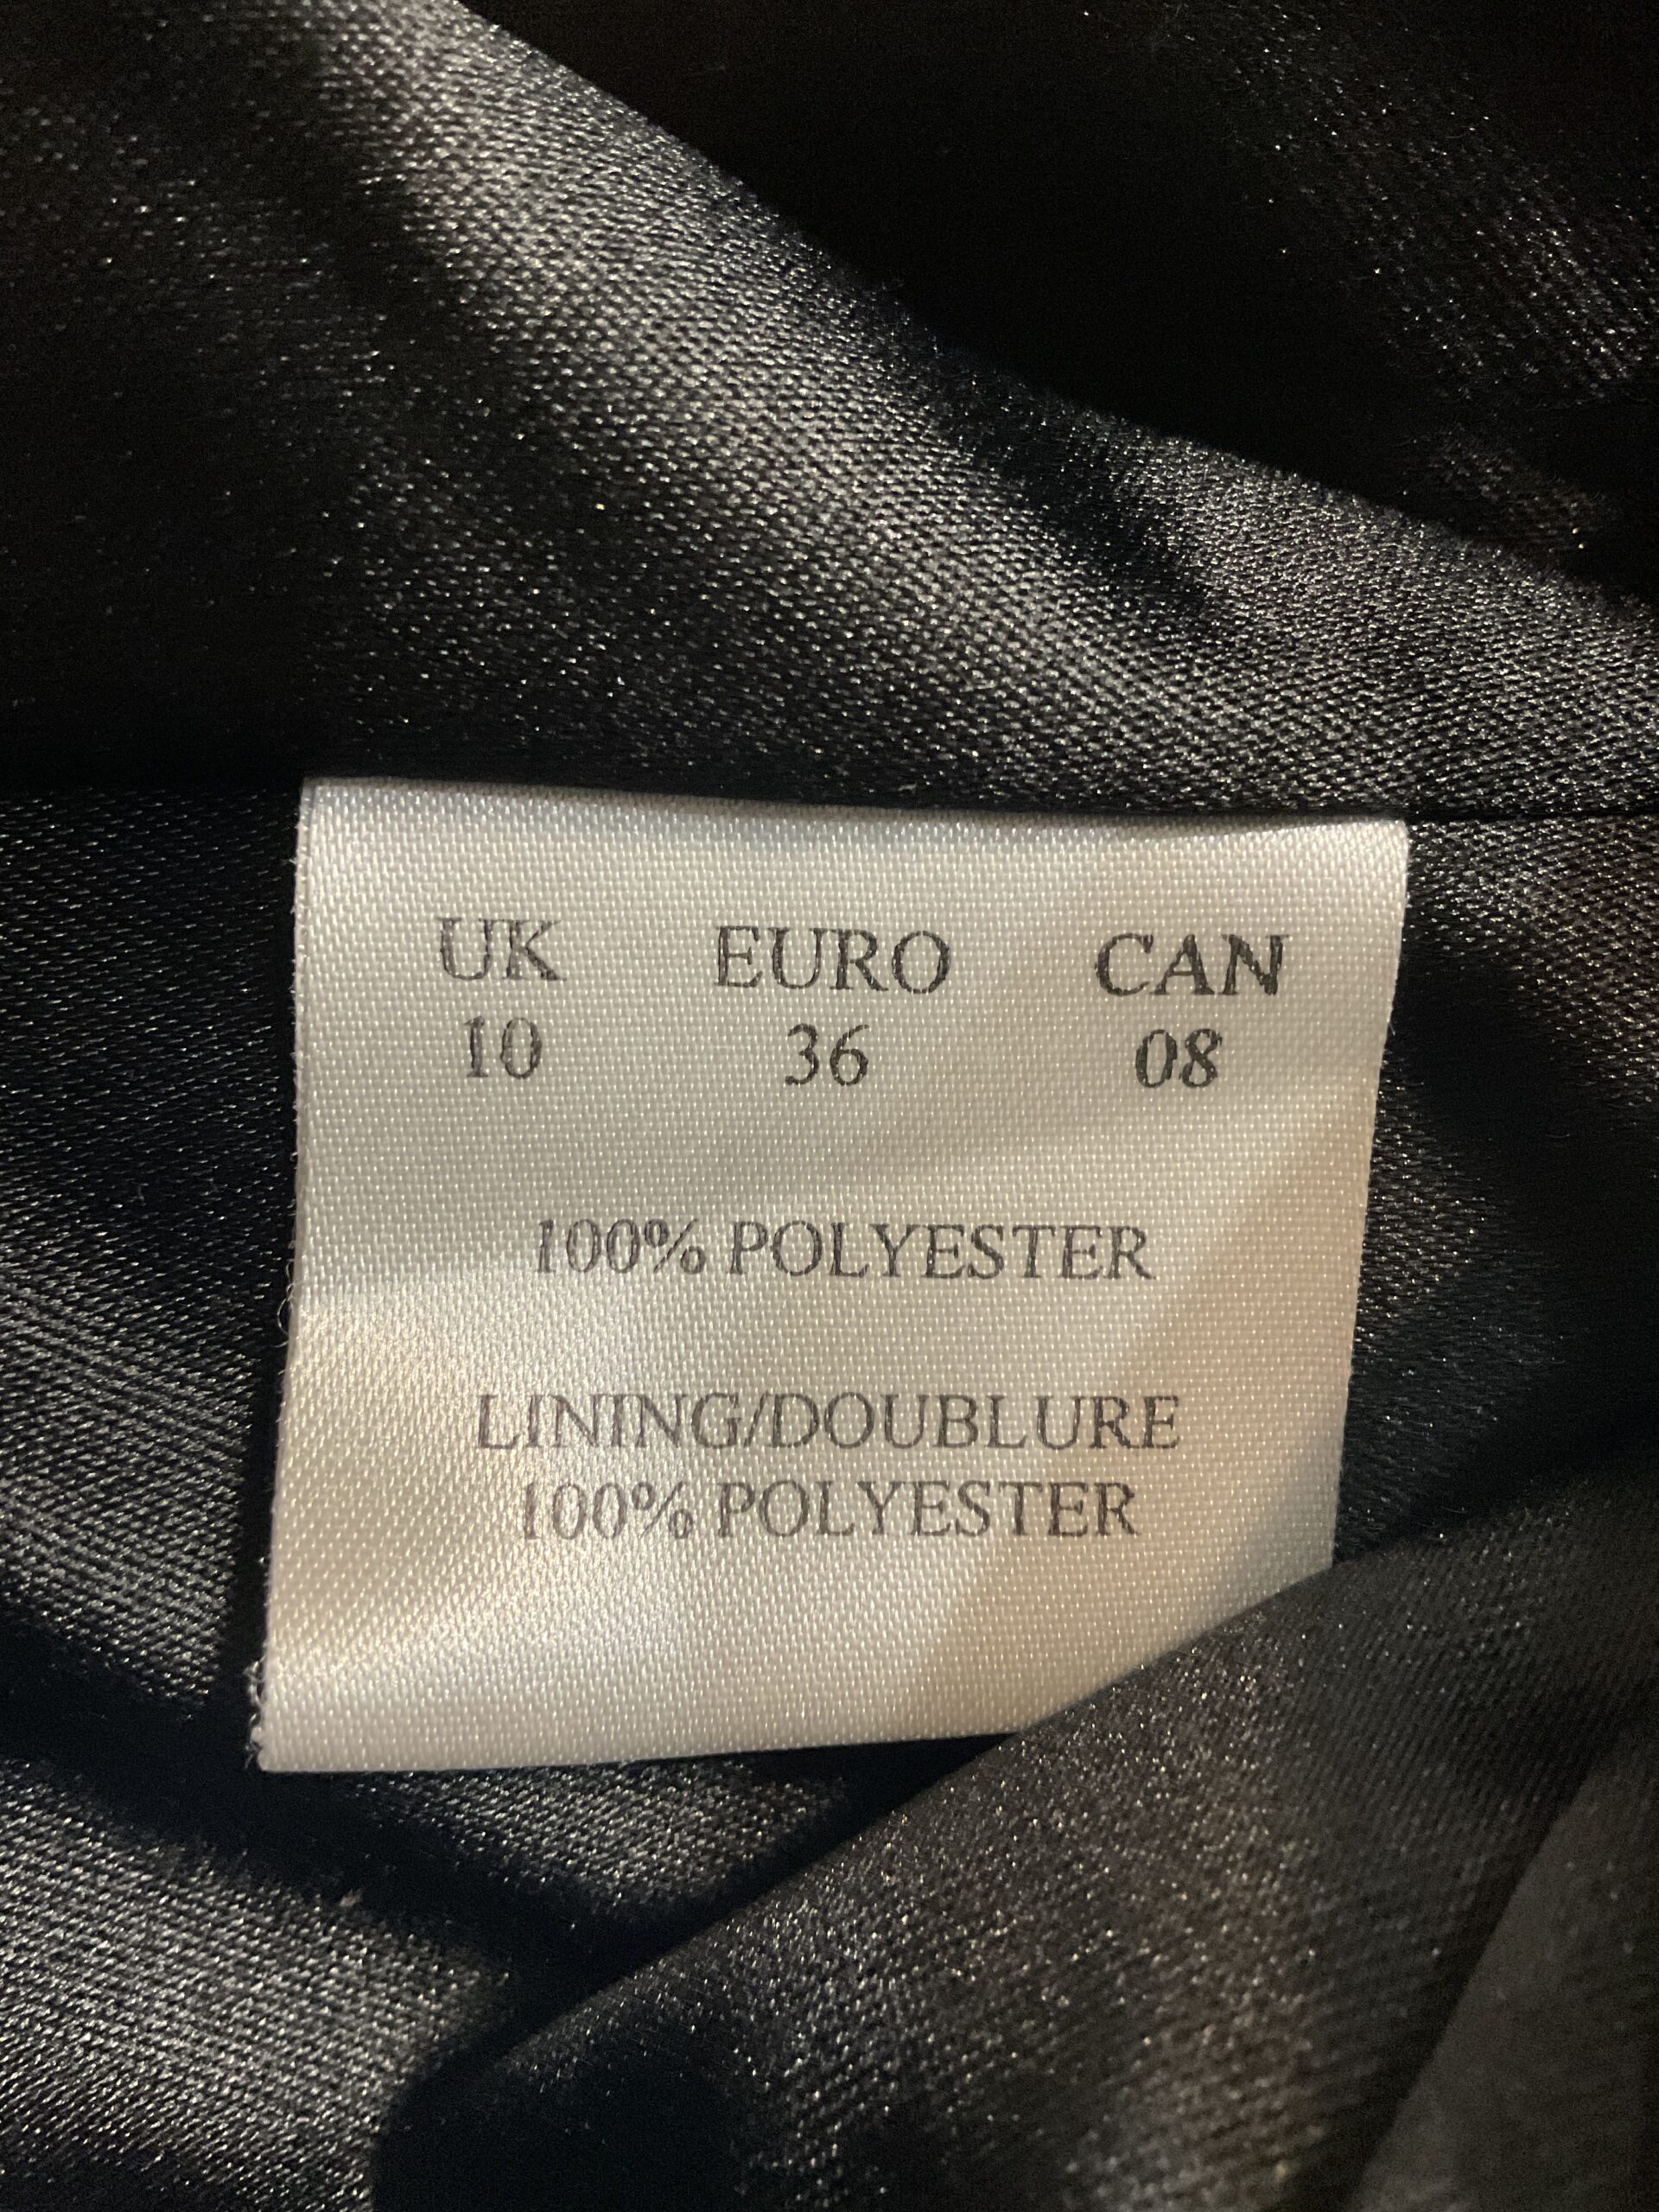 UK EURO CAN
10 36 08
100% POLYESTER
LINING/DOUBLURE
100% POLYESTER